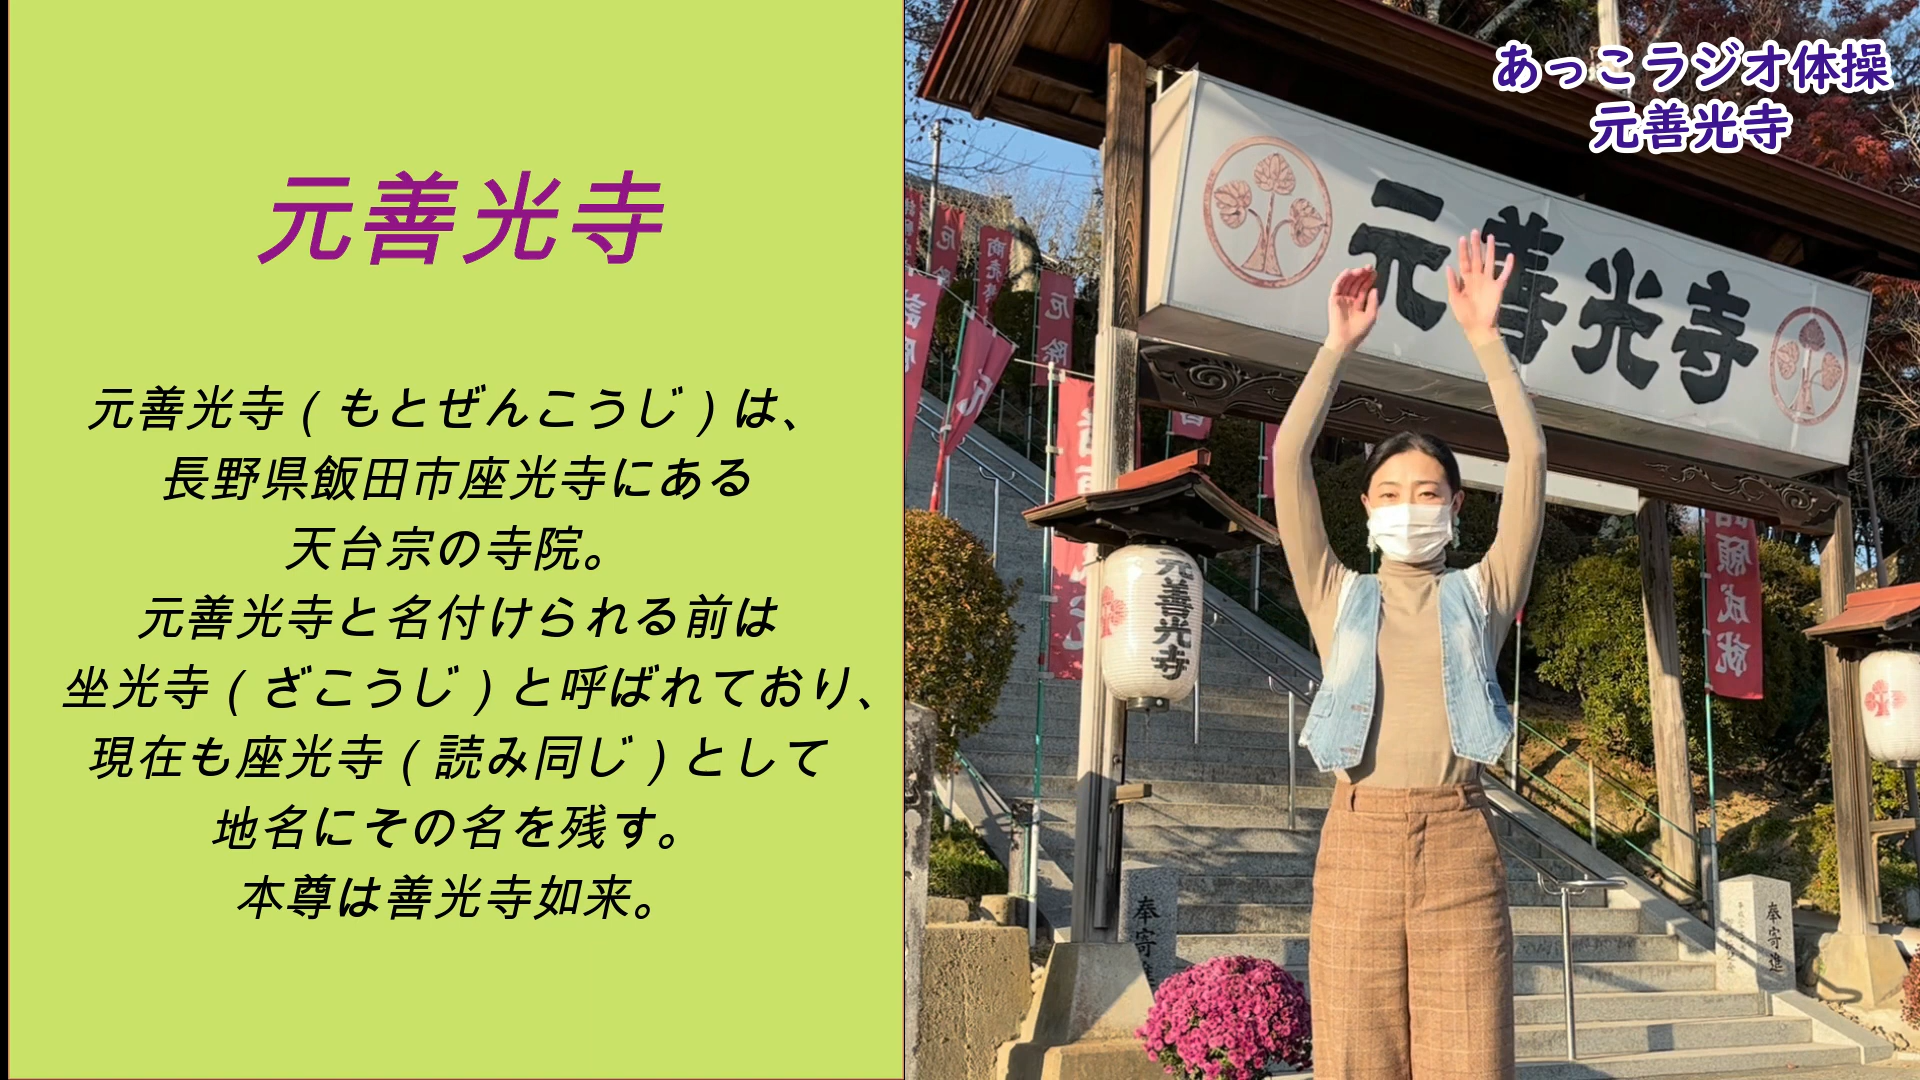 元善光寺
元善光寺(もとぜんこうじ)は、
長野県飯田市座光寺にある
天台宗の寺院。
元善光寺と名付けられる前は
坐光寺(ざこうじ)と呼ばれており、
現在も座光寺(読み同じ)として
地名にその名を残す。
本尊は善光寺如来。
あっこラジオ体操
元善光寺
元善光寺
元善光寺
厄除
願成就
奉寄進
奉寄進